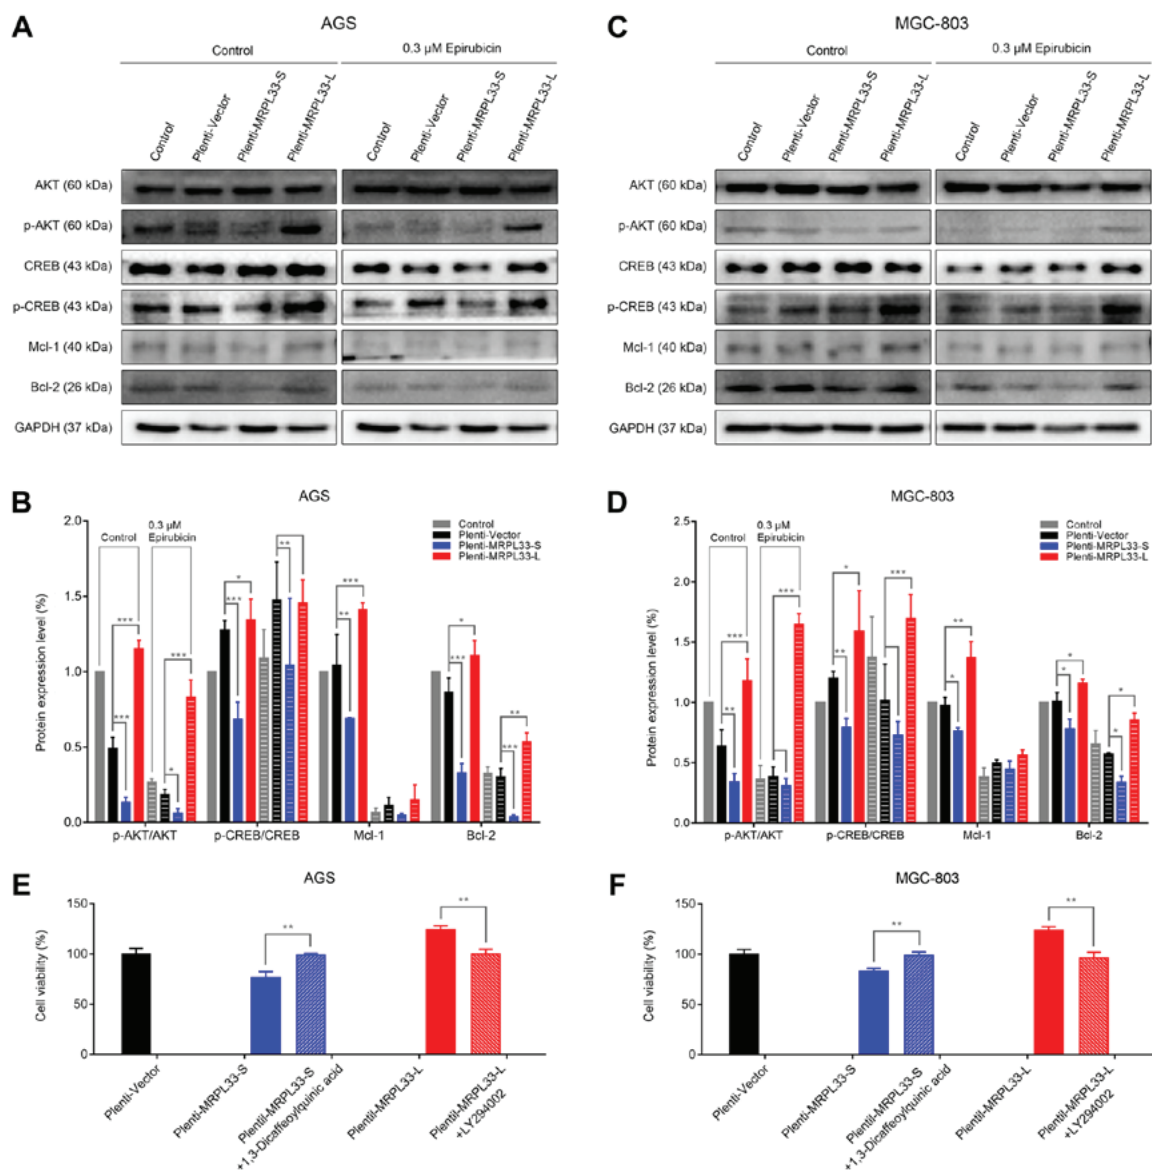 A
AGS
Control
0.3 μM Epirubicin
Control
Plenti-Vector
Plenti-MRPL33-S
Plenti-MRPL33-L
Control
Plenti-Vector
Plenti-MRPL33-S
Plenti-MRPL33-L
AKT (60 kDa)
p-AKT (60 kDa)
CREB (43 kDa)
p-CREB (43 kDa)
Mcl-1 (40 kDa)
Bcl-2 (26 kDa)
GAPDH (37 kDa)
C
MGC-803
Control
0.3 μM Epirubicin
Control
Plenti-Vector
Plenti-MRPL33-S
Plenti-MRPL33-L
Control
Plenti-Vector
Plenti-MRPL33-S
Plenti-MRPL33-L
AKT (60 kDa)
p-AKT (60 kDa)
CREB (43 kDa)
p-CREB (43 kDa)
Mcl-1 (40 kDa)
Bcl-2 (26 kDa)
GAPDH (37 kDa)
B
AGS
Protein expression level (%)
2.0
1.5
1.0
0.5
0.0
Control
0.3 μM
Epirubicin
Control
Plenti-Vector
Plenti-MRPL33-S
Plenti-MRPL33-L
***
***
*
***
***
*
**
**
***
***
*
***
**
p-AKT/AKT
p-CREB/CREB
Mcl-1
Bcl-2
D
MGC-803
Protein expression level (%)
2.5
2.0
1.5
1.0
0.5
0.0
Control
0.3 μM
Epirubicin
Control
Plenti-Vector
Plenti-MRPL33-S
Plenti-MRPL33-L
**
***
***
**
*
***
*
**
*
*
*
*
p-AKT/AKT
p-CREB/CREB
Mcl-1
Bcl-2
E
AGS
Cell viability (%)
150
100
50
0
**
**
Plenti-Vector
Plenti-MRPL33-S
Plentil-MRPL33-S
+1,3-Dicaffeoylquinic acid
Plentil-MRPL33-L
Plentil-MRPL33-L
+LY294002
F
MGC-803
Cell viability (%)
150
100
50
0
**
**
Plenti-Vector
Plenti-MRPL33-S
Plentil-MRPL33-S
+1,3-Dicaffeoylquinic acid
Plenti-MRPL33-L
Plentil-MRPL33-L
+LY294002